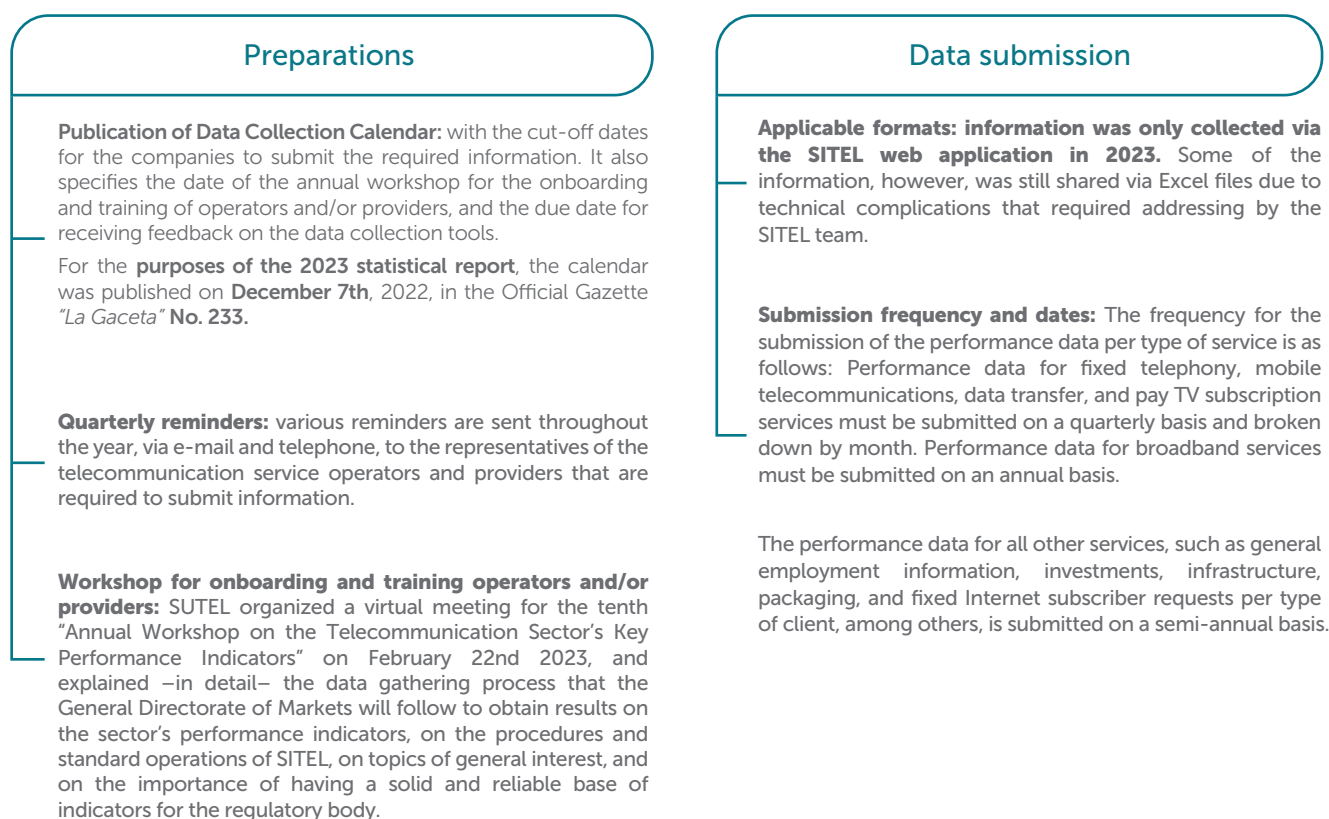 Preparations
Publication of Data Collection Calendar: with the cut-off dates
for the companies to submit the required information. It also
specifies the date of the annual workshop for the onboarding
and training of operators and/or providers, and the due date for
receiving feedback on the data collection tools.
For the purposes of the 2023 statistical report, the calendar
was published on December 7th, 2022, in the Official Gazette
"La Gaceta" No. 233.
Quarterly reminders: various reminders are sent throughout
the year, via e-mail and telephone, to the representatives of the
telecommunication service operators and providers that are
required to submit information.
Workshop for onboarding and training operators and/or
providers: SUTEL organized a virtual meeting for the tenth
“Annual Workshop on the Telecommunication Sector’s Key
Performance Indicators” on February 22nd 2023, and
explained –in detail– the data gathering process that the
General Directorate of Markets will follow to obtain results on
the sector’s performance indicators, on the procedures and
standard operations of SITEL, on topics of general interest, and
on the importance of having a solid and reliable base of
indicators for the regulatory body.
Data submission
Applicable formats: information was only collected via
the SITEL web application in 2023. Some of the
information, however, was still shared via Excel files due to
technical complications that required addressing by the
SITEL team.
Submission frequency and dates: The frequency for the
submission of the performance data per type of service is as
follows: Performance data for fixed telephony, mobile
telecommunications, data transfer, and pay TV subscription
services must be submitted on a quarterly basis and broken
down by month. Performance data for broadband services
must be submitted on an annual basis.
The performance data for all other services, such as general
employment information, investments, infrastructure,
packaging, and fixed Internet subscriber requests per type
of client, among others, is submitted on a semi-annual basis.